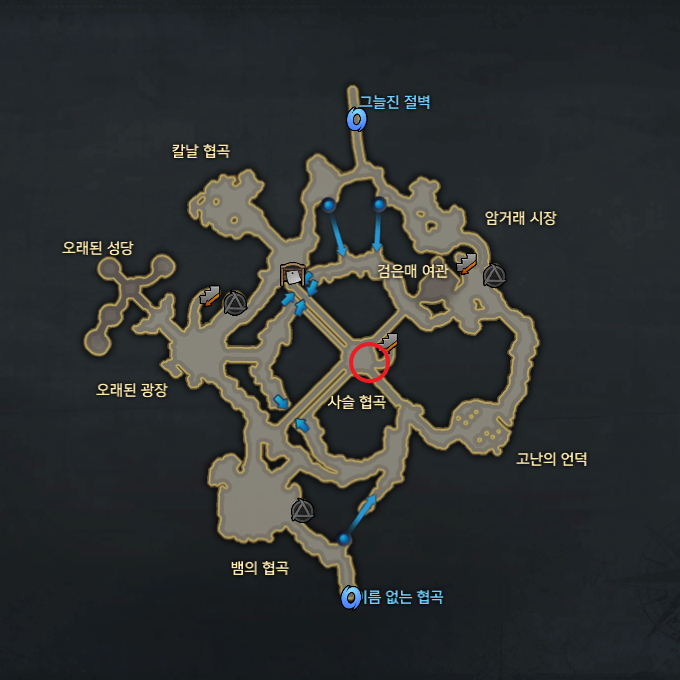 그늘진 절벽
칼날 협곡
암거래 시장
오래된 성당
검은매 여관
오래된 광장
사슬 협곡
고난의 언덕
뱀의 협곡
이름 없는 협곡